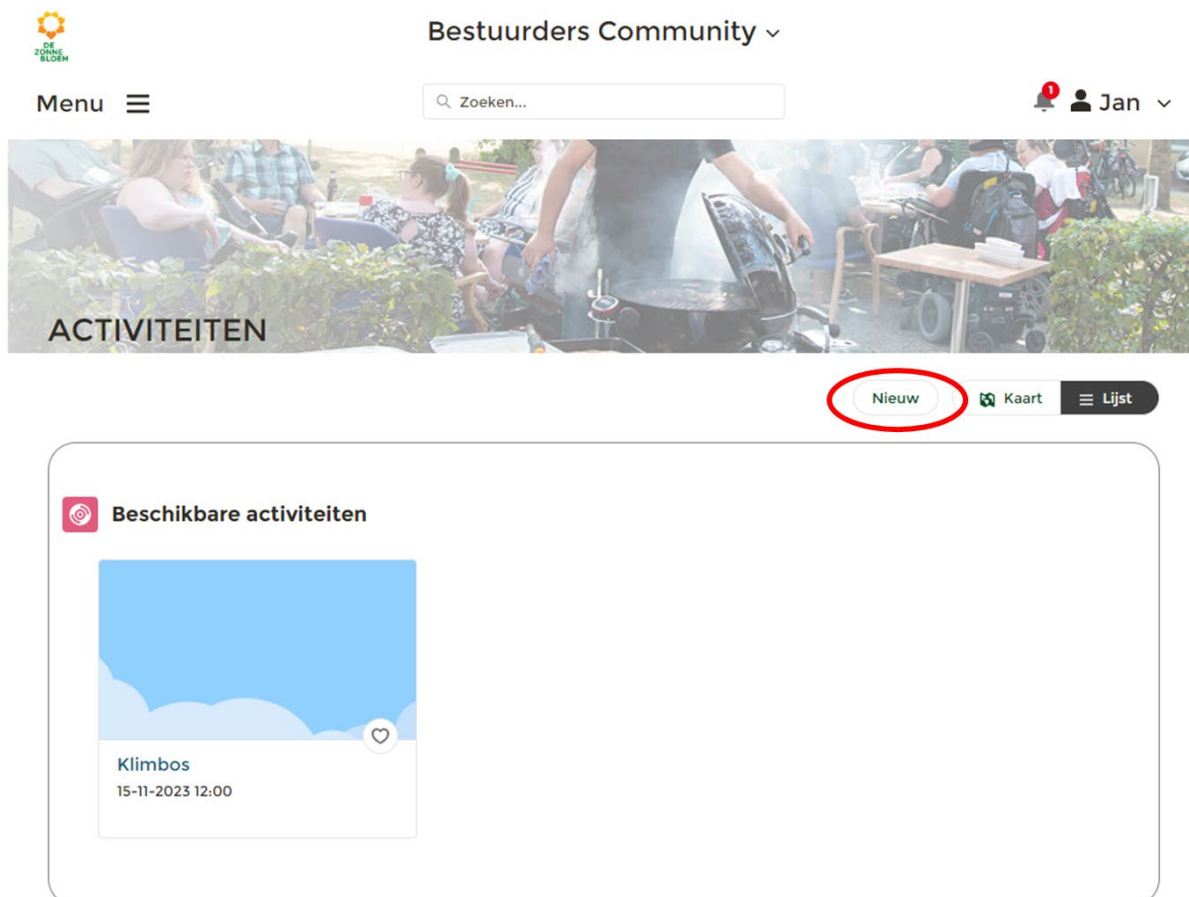 DE
ZONNE
BLOEM
Bestuurders Community
Menu
Zoeken...
1
Jan
ACTIVITEITEN
Nieuw
Kaart
Lijst
Beschikbare activiteiten
Klimbos
15-11-2023 12:00